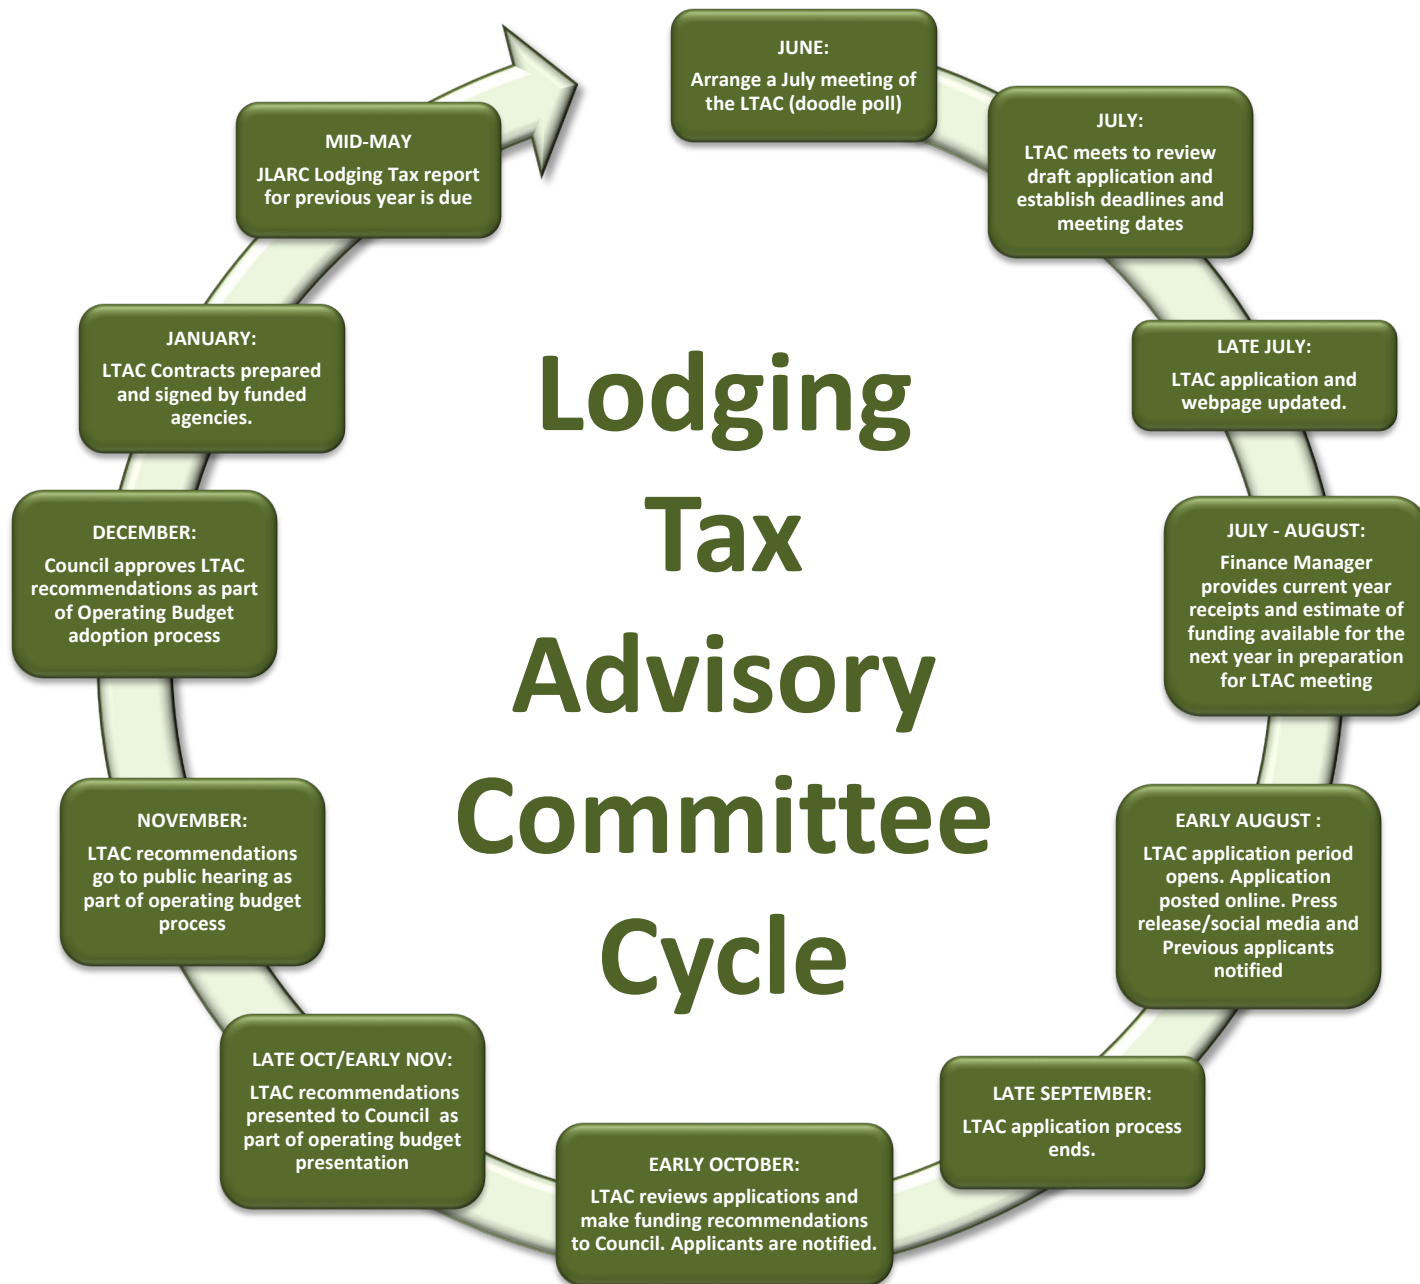 JUNE:
Arrange a July meeting of
the LTAC (doodle poll)
JULY:
LTAC meets to review
draft application and
establish deadlines and
meeting dates
LATE JULY:
LTAC application and
webpage updated.
JULY - AUGUST:
Finance Manager
provides current year
receipts and estimate of
funding available for the
next year in preparation
for LTAC meeting
EARLY AUGUST :
LTAC application period
opens. Application
posted online. Press
release/social media and
Previous applicants
notified
LATE SEPTEMBER:
LTAC application process
ends.
EARLY OCTOBER:
LTAC reviews applications and
make funding recommendations
to Council. Applicants are notified.
LATE OCT/EARLY NOV:
LTAC recommendations
presented to Council  as
part of operating budget
presentation
NOVEMBER:
LTAC recommendations
go to public hearing as
part of operating budget
process
DECEMBER:
Council approves LTAC
recommendations as part
of Operating Budget
adoption process
JANUARY:
LTAC Contracts prepared
and signed by funded
agencies.
MID-MAY
JLARC Lodging Tax report
for previous year is due
Lodging
Tax
Advisory
Committee
Cycle